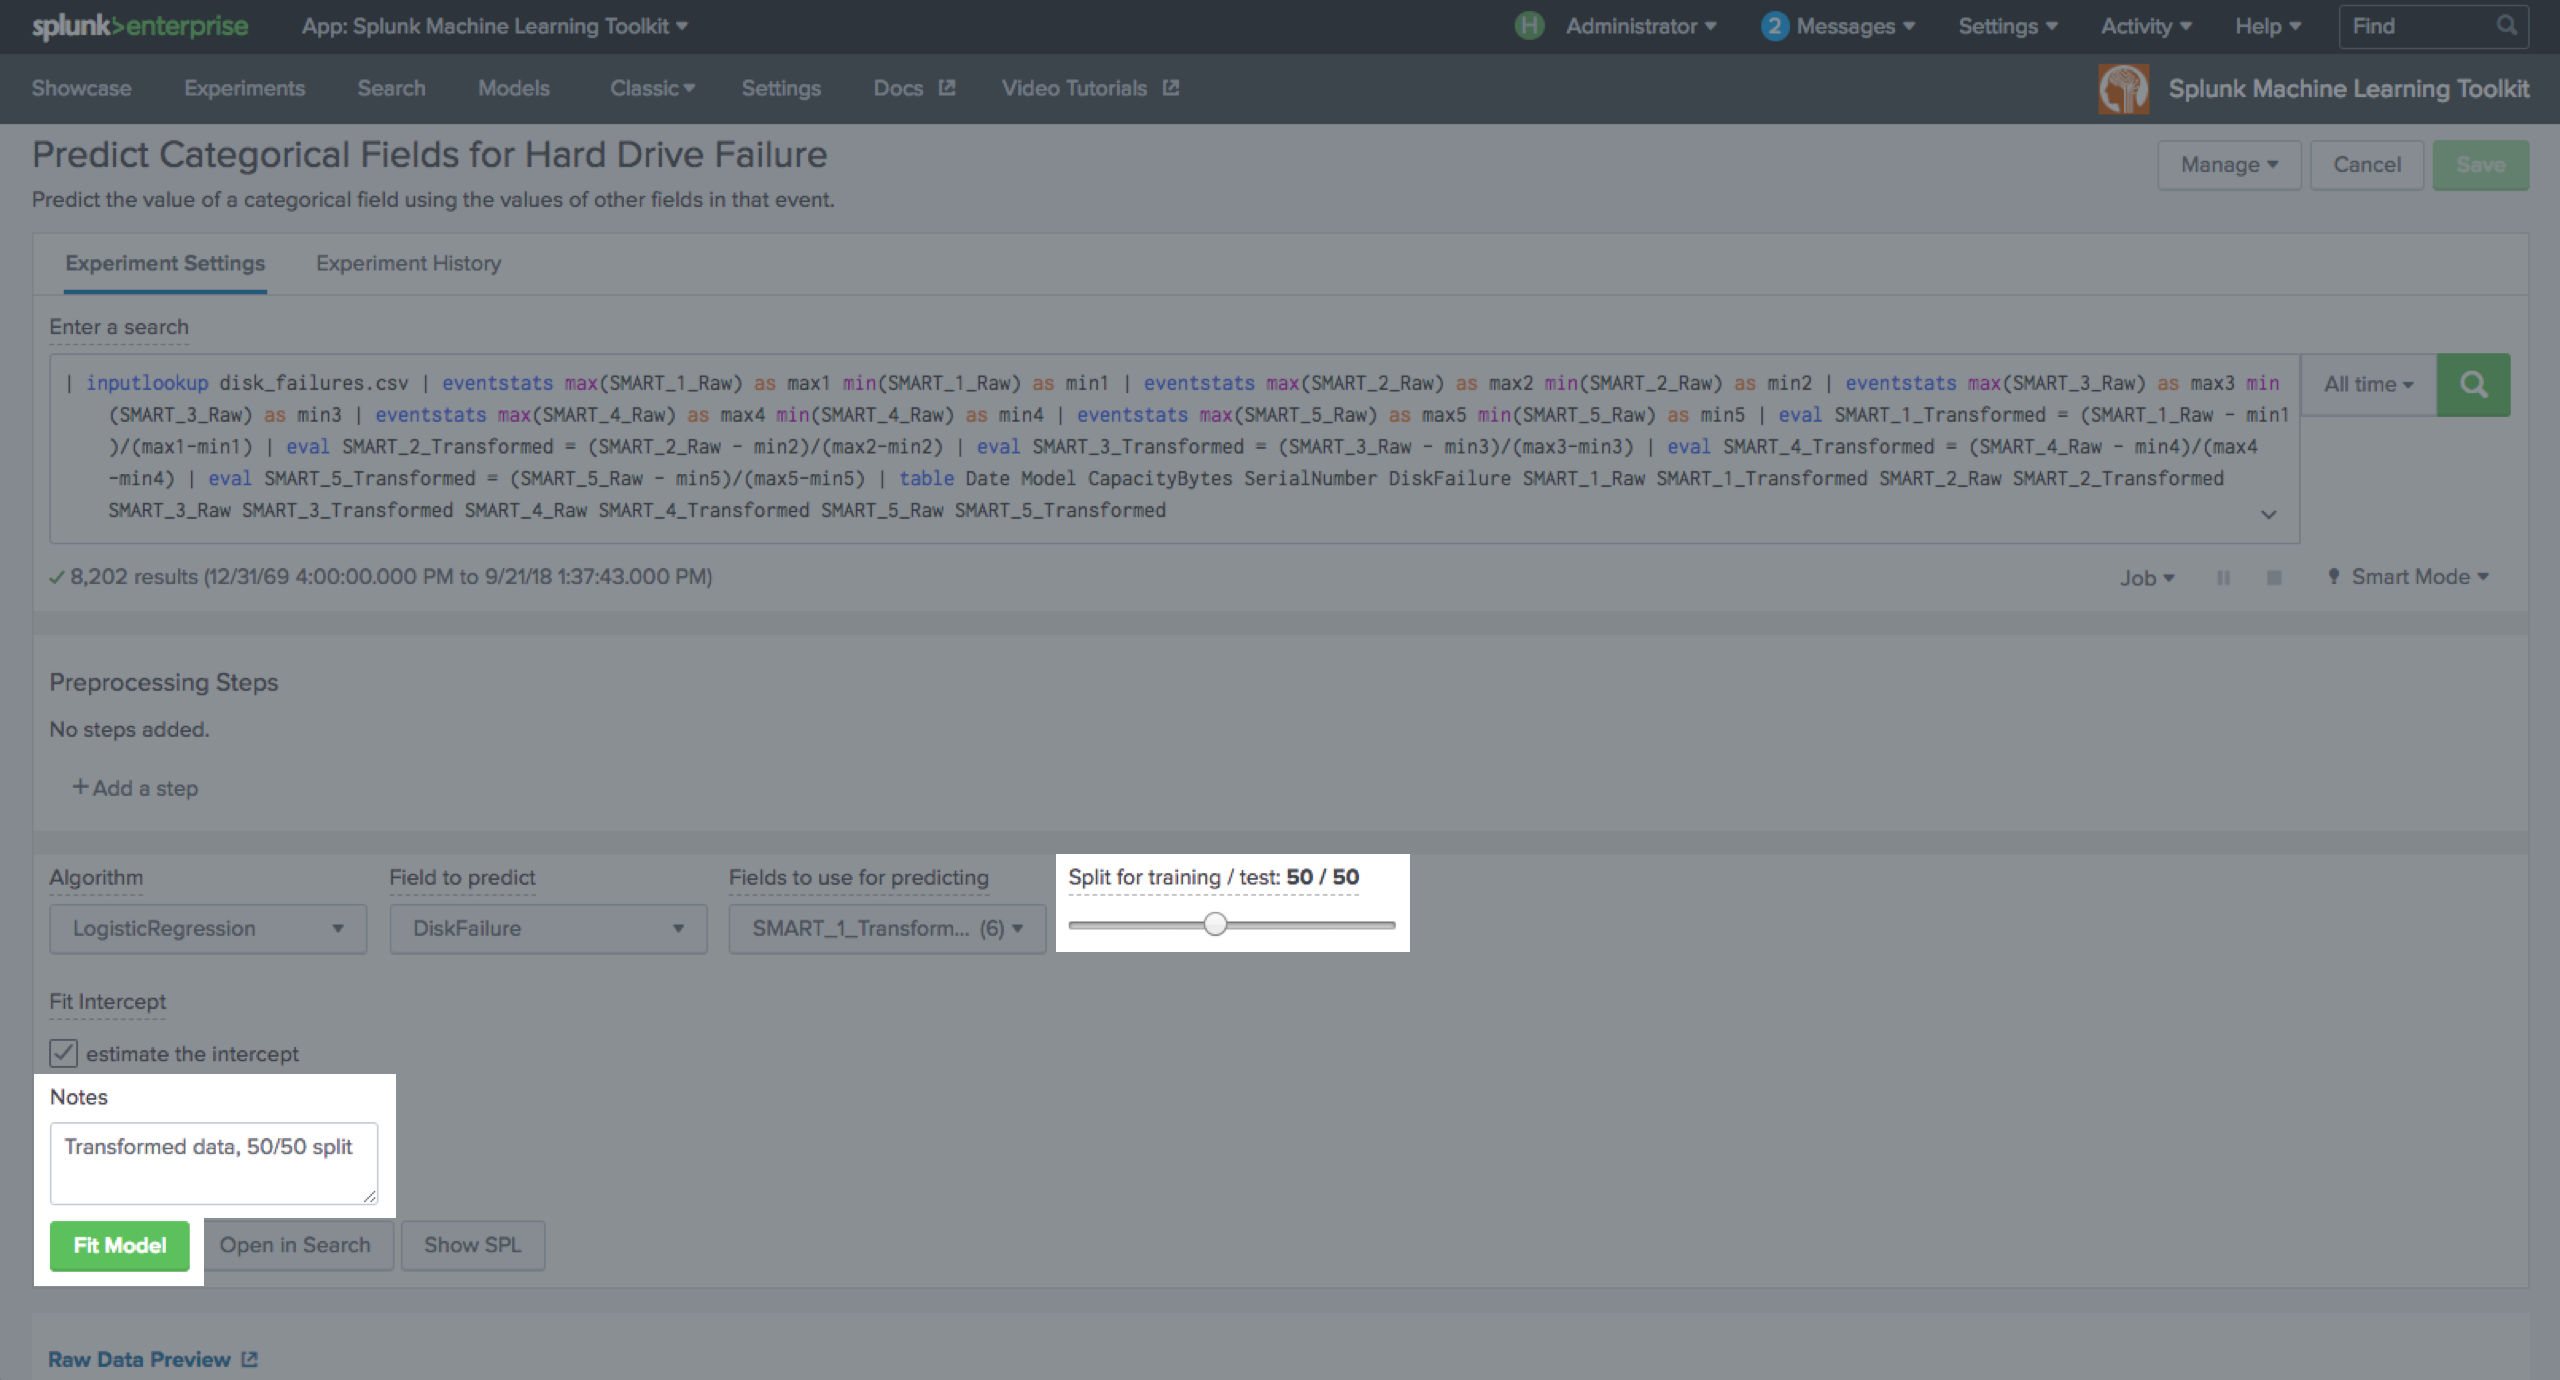 splunk>enterprise App: Splunk Machine Learning Toolkit H Administrator 2 Messages Settings Activity Help Find
Showcase Experiments Search Models Classic Settings Docs Video Tutorials Splunk Machine Learning Toolkit
Predict Categorical Fields for Hard Drive Failure
Manage Cancel Save
Predict the value of a categorical field using the values of other fields in that event.
Experiment Settings Experiment History
Enter a search
| inputlookup disk_failures.csv | eventstats max(SMART_1_Raw) as max1 min(SMART_1_Raw) as min1 | eventstats max(SMART_2_Raw) as max2 min(SMART_2_Raw) as min2 | eventstats max(SMART_3_Raw) as max3 min
(SMART_3_Raw) as min3 | eventstats max(SMART_4_Raw) as max4 min(SMART_4_Raw) as min4 | eventstats max(SMART_5_Raw) as max5 min(SMART_5_Raw) as min5 | eval SMART_1_Transformed = (SMART_1_Raw - min1
)/(max1-min1) | eval SMART_2_Transformed = (SMART_2_Raw - min2)/(max2-min2) | eval SMART_3_Transformed = (SMART_3_Raw - min3)/(max3-min3) | eval SMART_4_Transformed = (SMART_4_Raw - min4)/(max4
-min4) | eval SMART_5_Transformed = (SMART_5_Raw - min5)/(max5-min5) | table Date Model CapacityBytes SerialNumber DiskFailure SMART_1_Raw SMART_1_Transformed SMART_2_Raw SMART_2_Transformed
SMART_3_Raw SMART_3_Transformed SMART_4_Raw SMART_4_Transformed SMART_5_Raw SMART_5_Transformed
All time
8,202 results (12/31/69 4:00:00.000 PM to 9/21/18 1:37:43.000 PM)
Job Smart Mode
Preprocessing Steps
No steps added.
+ Add a step
Algorithm Field to predict Fields to use for predicting Split for training / test: 50 / 50
LogisticRegression DiskFailure SMART_1_Transform... (6)
Fit Intercept
estimate the intercept
Notes
Transformed data, 50/50 split
Fit Model Open in Search Show SPL
Raw Data Preview